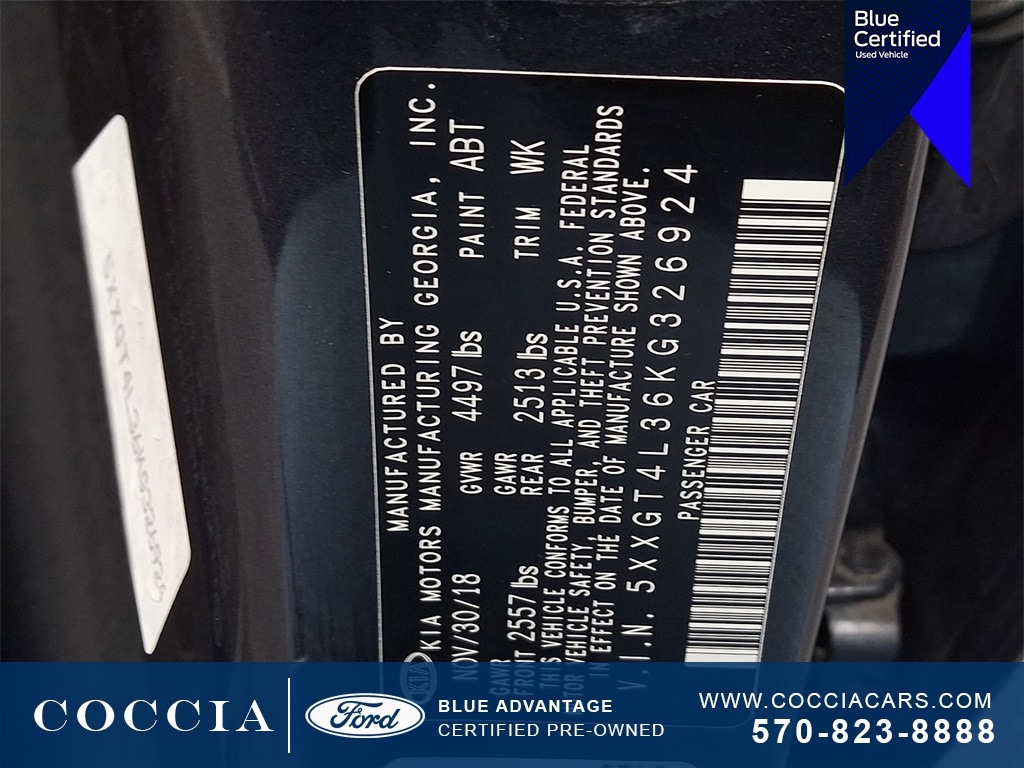 Blue
Certified
Used Vehicle
MANUFACTURED BY
KIA KIA MOTORS MANUFACTURING GEORGIA, INC.
NOV/30/18 GVWR 4497 lbs PAINT ABT
GAWR GAWR
FRONT 2557 lbs REAR 2513 lbs TRIM WK
THIS VEHICLE CONFORMS TO ALL APPLICABLE U.S.A. FEDERAL
TOR VEHICLE SAFETY, BUMPER, AND THEFT PREVENTION STANDARDS
IN EFFECT ON THE DATE OF MANUFACTURE SHOWN ABOVE.
V.I.N. 5XXGT4L36KG326924
PASSENGER CAR
COCCIA
Ford
BLUE ADVANTAGE
CERTIFIED PRE-OWNED
WWW.COCCIACARS.COM
570-823-8888